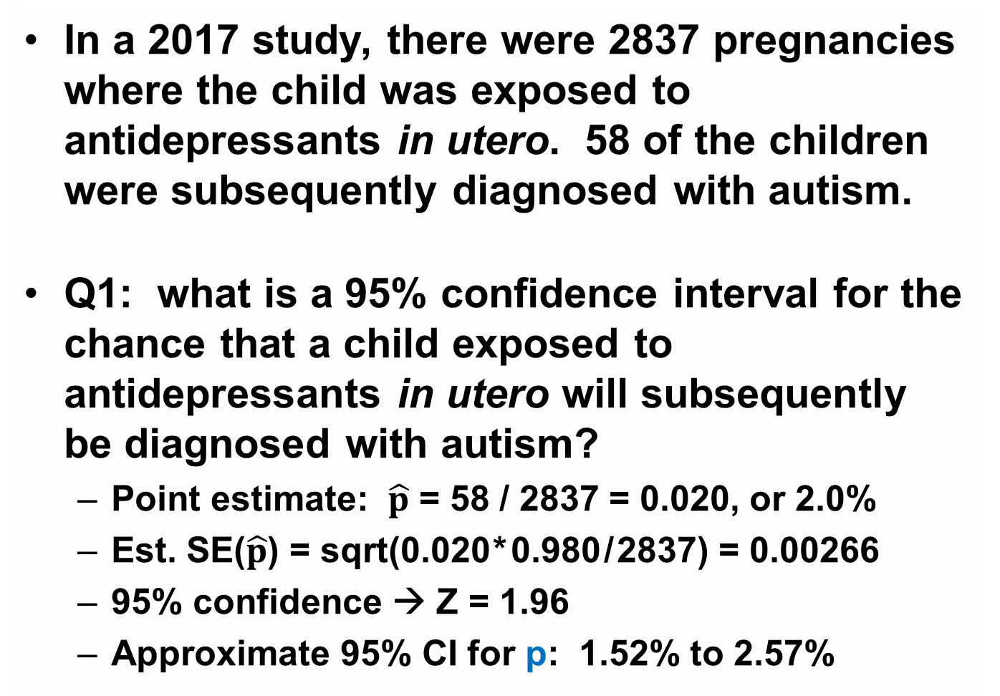 • In a 2017 study, there were 2837 pregnancies
where the child was exposed to
antidepressants in utero.  58 of the children
were subsequently diagnosed with autism.
• Q1:  what is a 95% confidence interval for the
chance that a child exposed to
antidepressants in utero will subsequently
be diagnosed with autism?
– Point estimate:  p̂ = 58 / 2837 = 0.020, or 2.0%
– Est. SE(p̂) = sqrt(0.020*0.980/2837) = 0.00266
– 95% confidence → Z = 1.96
– Approximate 95% CI for p:  1.52% to 2.57%